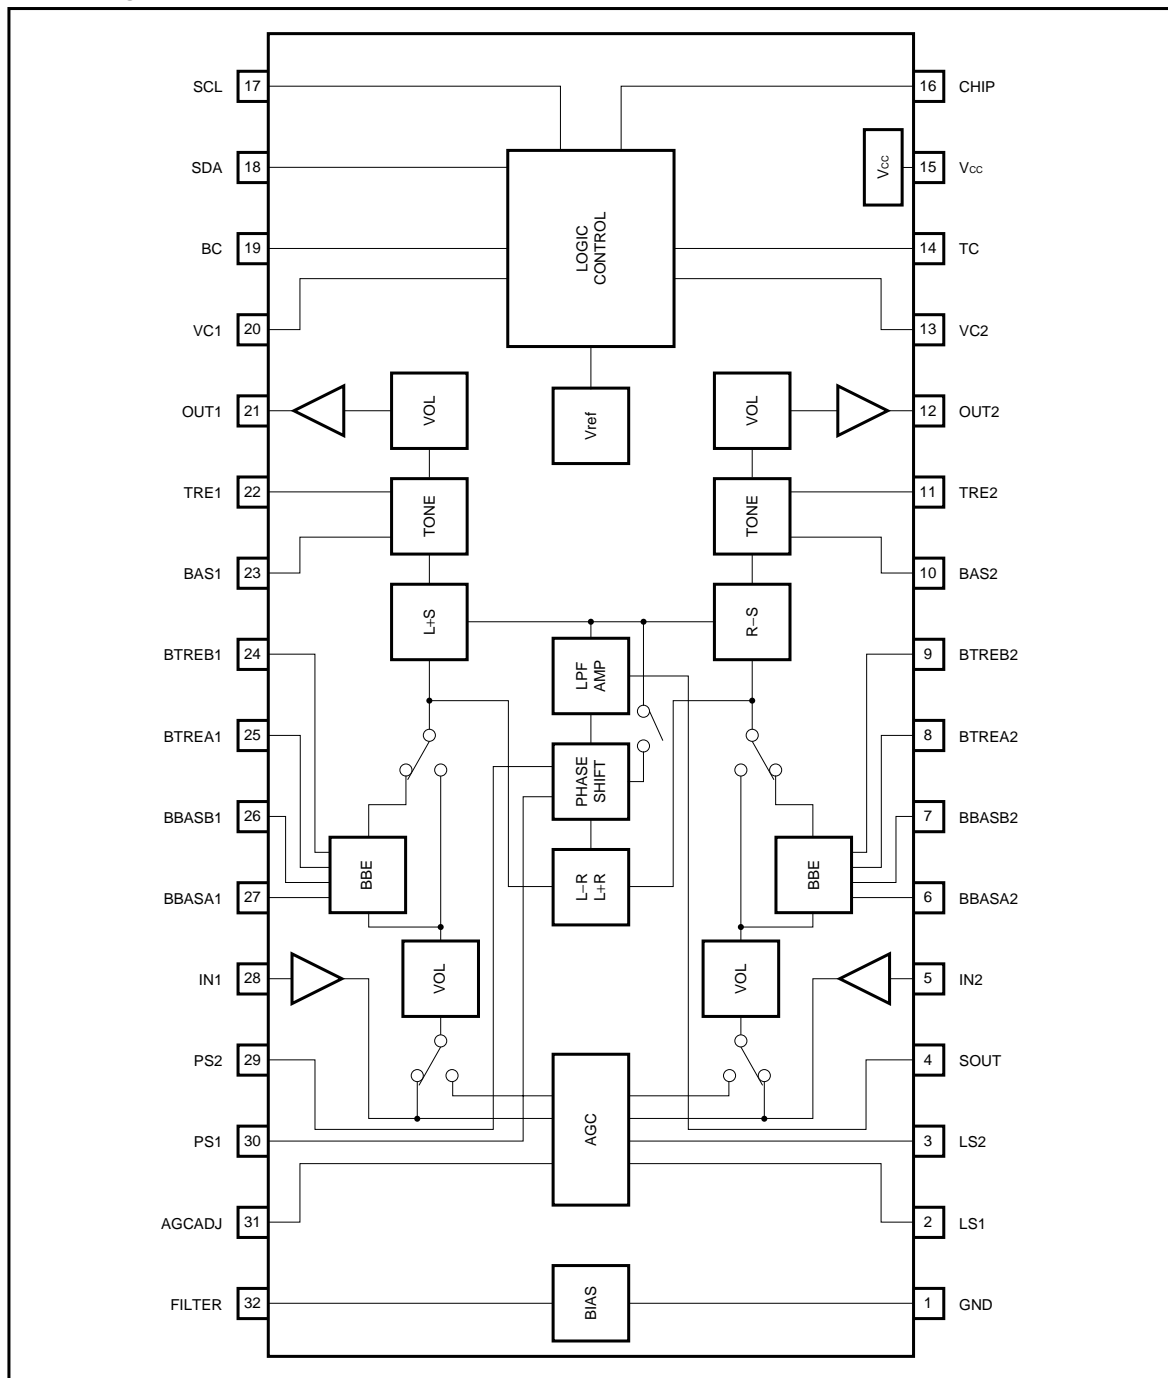 SCL 17 16 CHIP
SDA 18 Vcc 15 Vcc
BC 19 14 TC
LOGIC
CONTROL
VC1 20 13 VC2
OUT1 21 VOL Vref VOL 12 OUT2
TRE1 22 TONE TONE 11 TRE2
BAS1 23 10 BAS2
L+S R−S
BTREB1 24 9 BTREB2
LPF
AMP
BTREA1 25 8 BTREA2
PHASE
SHIFT
BBASB1 26 7 BBASB2
BBE BBE
L−R
L+R
BBASA1 27 6 BBASA2
IN1 28 VOL VOL 5 IN2
PS2 29 4 SOUT
AGC
PS1 30 3 LS2
AGCADJ 31 2 LS1
FILTER 32 BIAS 1 GND